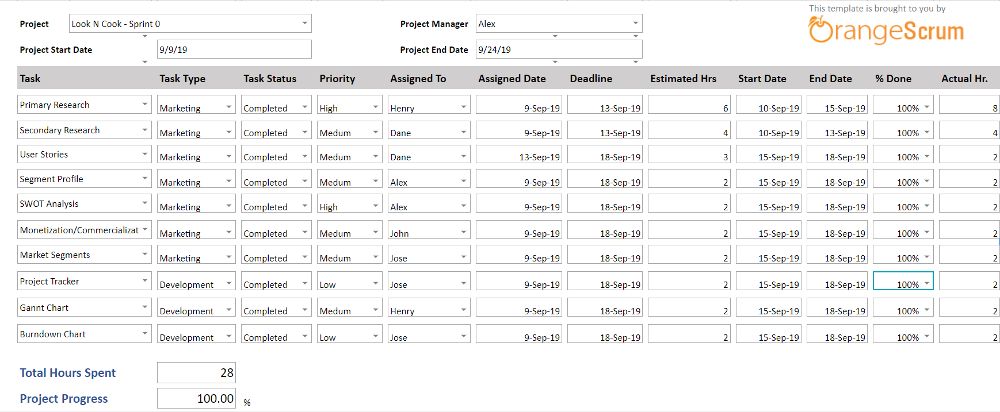 This template is brought to you by
OrangeScrum
Project Look N Cook - Sprint 0 Project Manager Alex
Project Start Date 9/9/19 Project End Date 9/24/19
Task Task Type Task Status Priority Assigned To Assigned Date Deadline Estimated Hrs Start Date End Date % Done Actual Hr.
Primary Research Marketing Completed High Henry 9-Sep-19 13-Sep-19 6 10-Sep-19 15-Sep-19 100% 8
Secondary Research Marketing Completed Medum Dane 9-Sep-19 13-Sep-19 4 10-Sep-19 13-Sep-19 100% 4
User Stories Marketing Completed Medum Dane 13-Sep-19 18-Sep-19 3 15-Sep-19 18-Sep-19 100% 2
Segment Profile Marketing Completed Medum Alex 9-Sep-19 18-Sep-19 2 15-Sep-19 18-Sep-19 100% 2
SWOT Analysis Marketing Completed High Alex 9-Sep-19 18-Sep-19 2 15-Sep-19 18-Sep-19 100% 2
Monetization/Commercializat Marketing Completed Medum John 9-Sep-19 18-Sep-19 2 15-Sep-19 18-Sep-19 100% 2
Market Segments Marketing Completed Medum Jose 9-Sep-19 18-Sep-19 2 15-Sep-19 18-Sep-19 100% 2
Project Tracker Development Completed Low Jose 9-Sep-19 18-Sep-19 2 15-Sep-19 18-Sep-19 100% 2
Gannt Chart Development Completed Medum Henry 9-Sep-19 18-Sep-19 2 15-Sep-19 18-Sep-19 100% 2
Burndown Chart Development Completed Low Jose 9-Sep-19 18-Sep-19 2 15-Sep-19 18-Sep-19 100% 2
Total Hours Spent 28
Project Progress 100.00 %